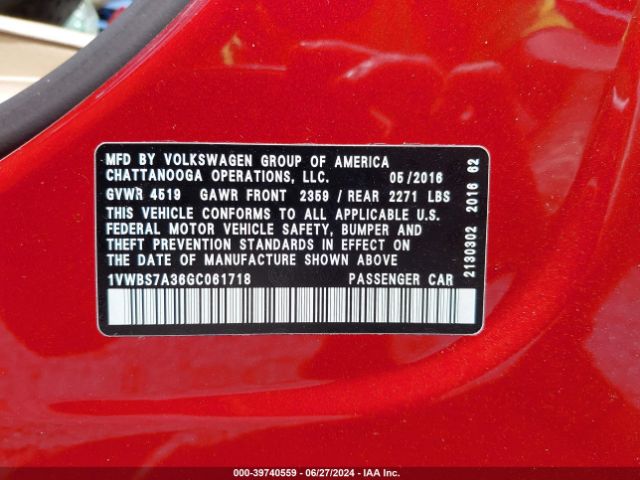 MFD BY VOLKSWAGEN GROUP OF AMERICA
CHATTANOOGA OPERATIONS, LLC. 05/2016
GVWR 4519 GAWR FRONT 2359 / REAR 2271 LBS
THIS VEHICLE CONFORMS TO ALL APPLICABLE U.S.
FEDERAL MOTOR VEHICLE SAFETY, BUMPER AND
THEFT PREVENTION STANDARDS IN EFFECT ON
THE DATE OF MANUFACTURE SHOWN ABOVE
1VWBS7A36GC061718 PASSENGER CAR
2130302 2016 62
STOCK #: 39740559 - 06/27/2024 - IAA Inc.